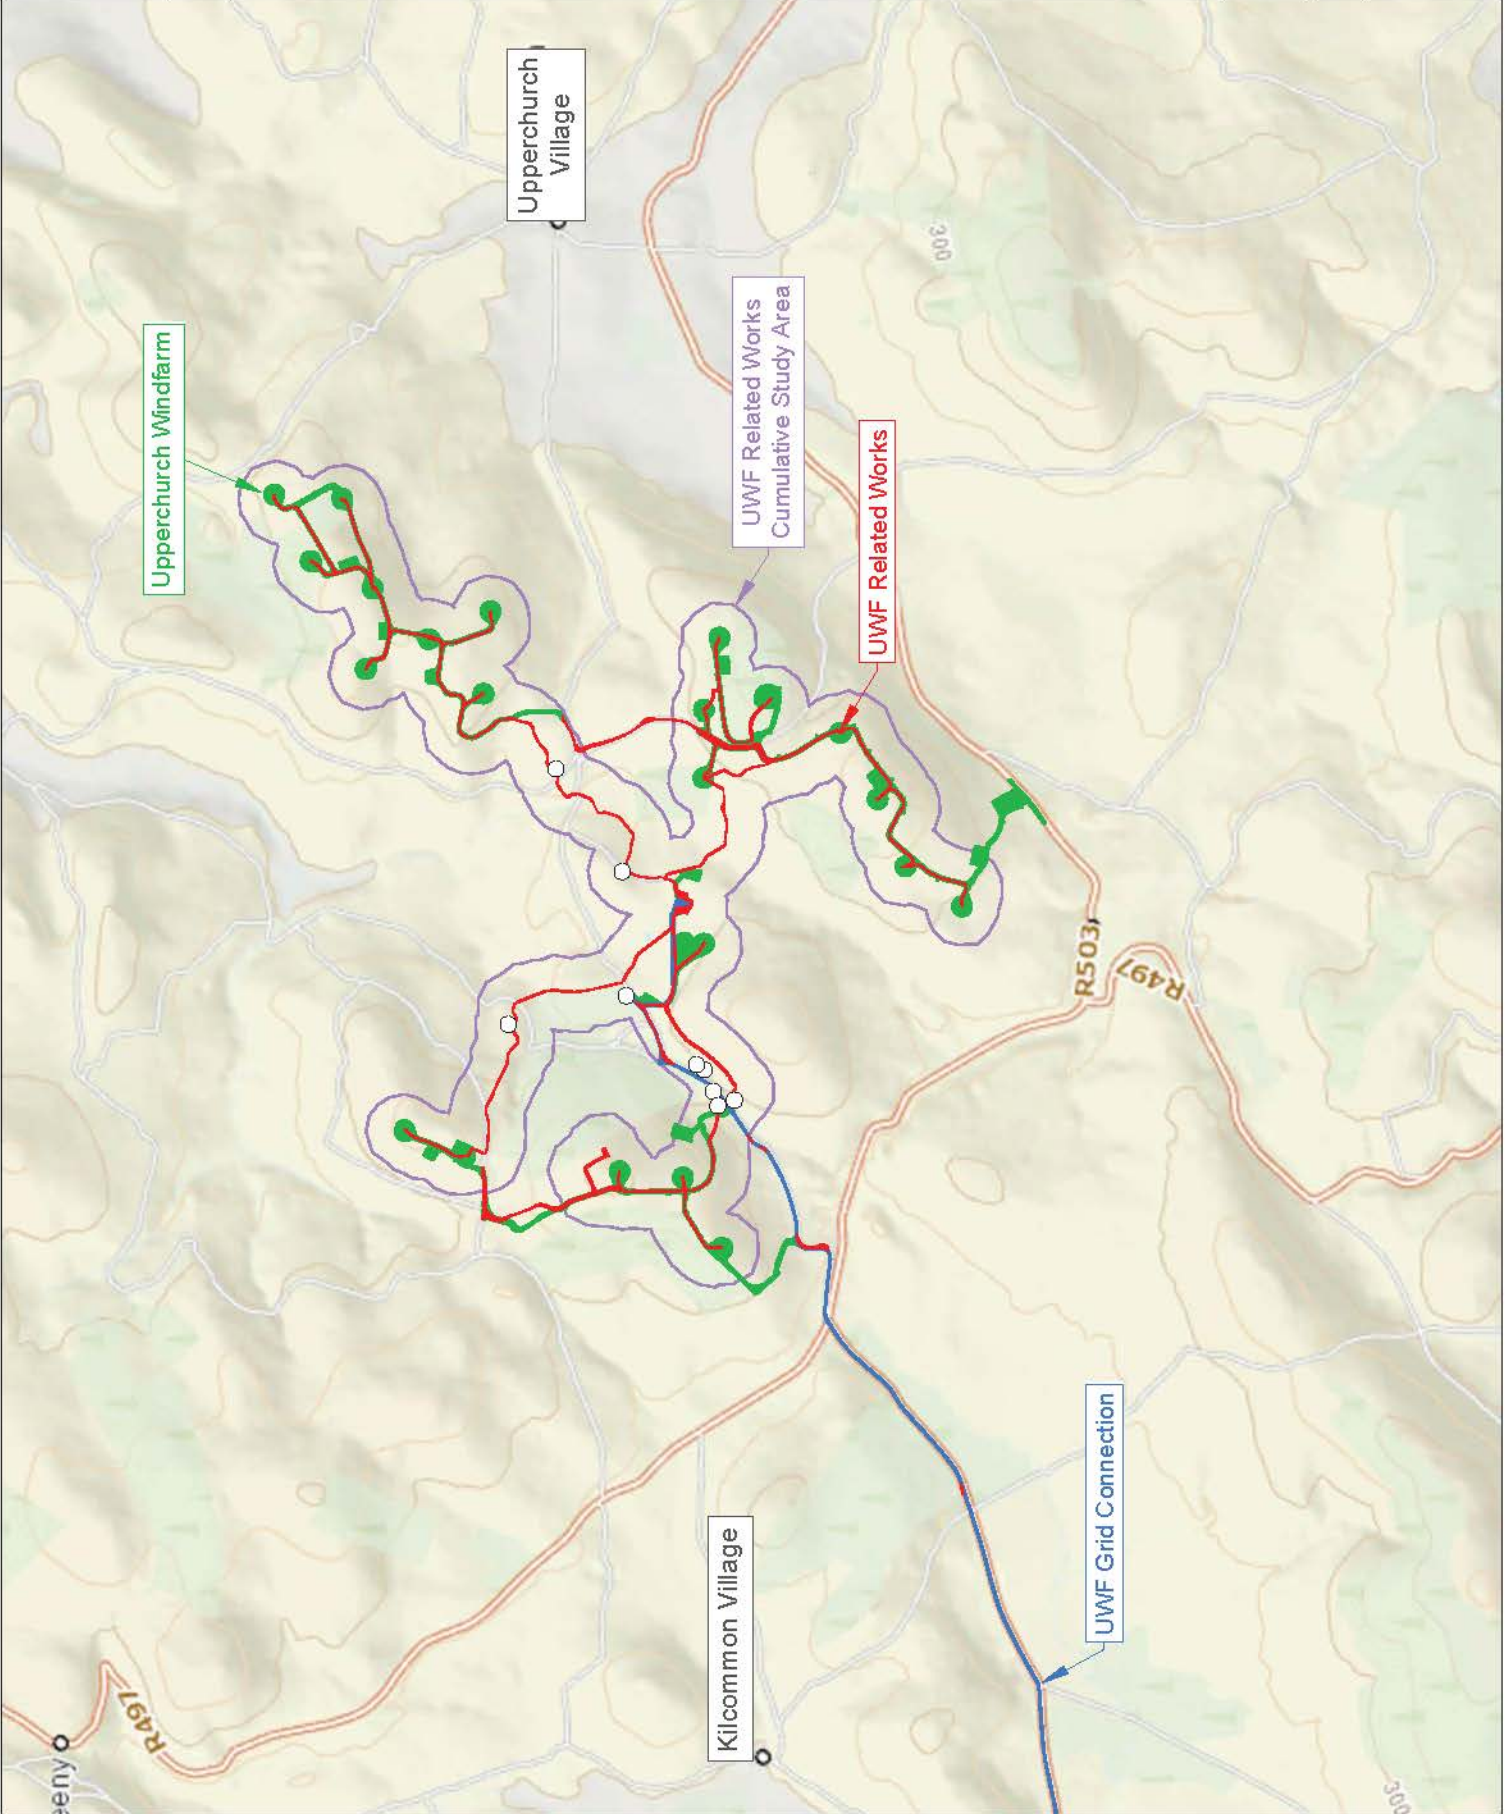 Upperchurch
Village
Upperchurch Windfarm
UWF Related Works
Cumulative Study Area
UWF Related Works
300
R503
R497
UWF Grid Connection
Kilcommon Village
R497
eeny
300